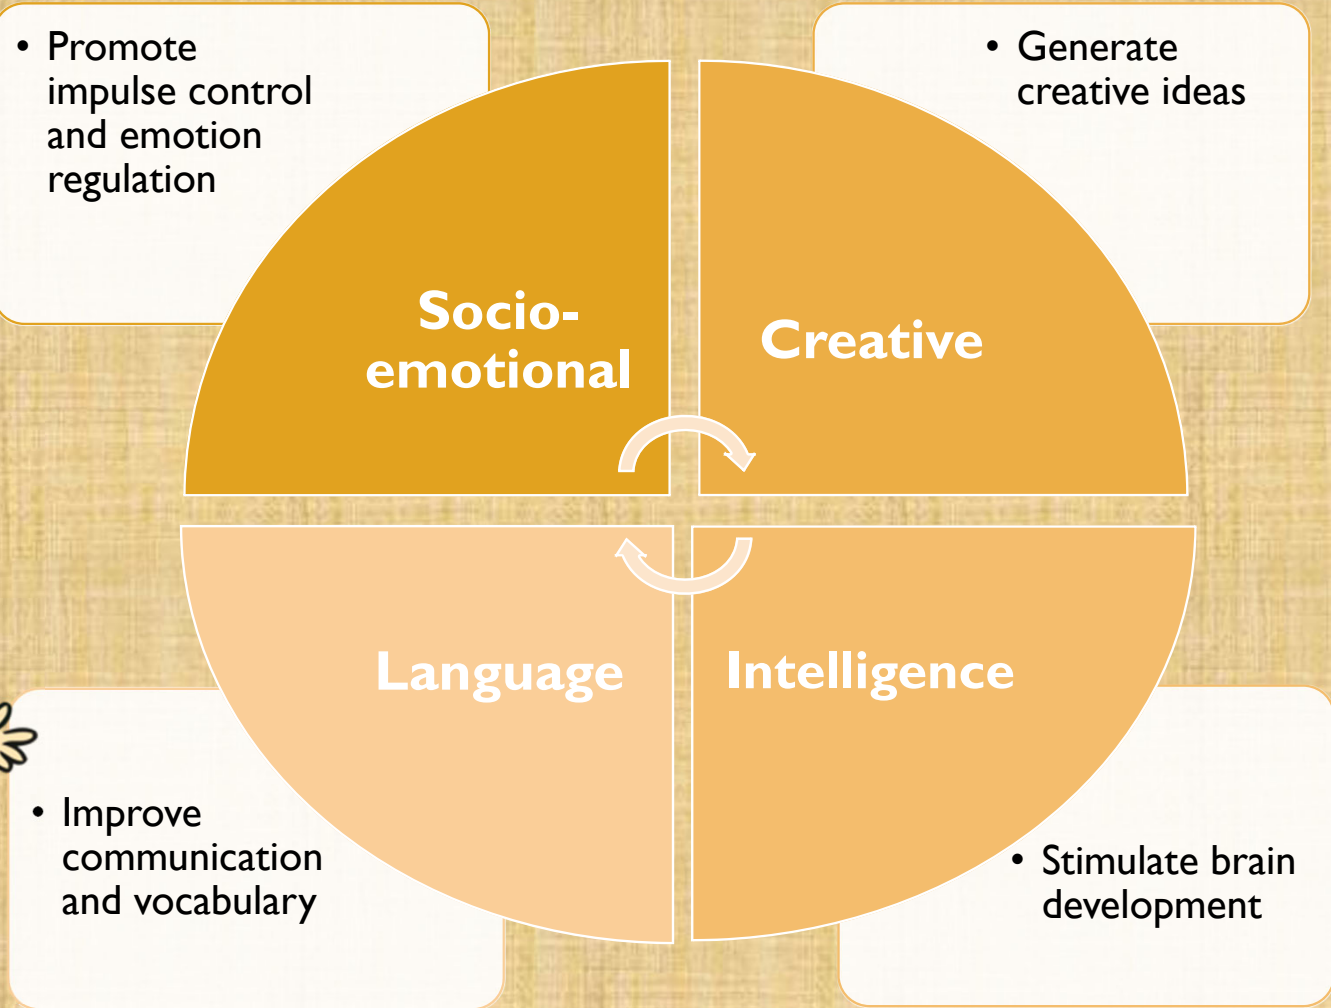 • Promote
impulse control
and emotion
regulation
• Generate
creative ideas
Socio-
emotional
Creative
Language
Intelligence
• Improve
communication
and vocabulary
• Stimulate brain
development